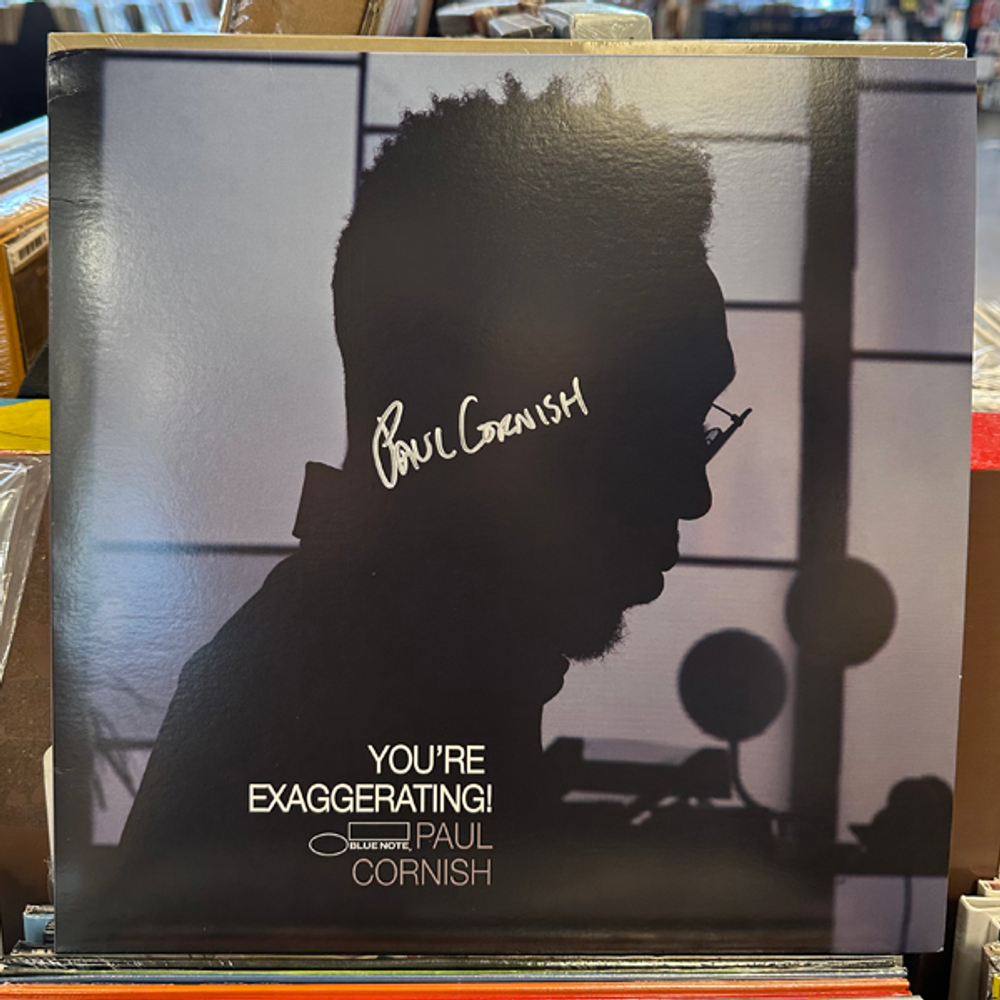 PAUL CORNISH
YOU'RE
EXAGGERATING!
BLUE NOTE PAUL
CORNISH